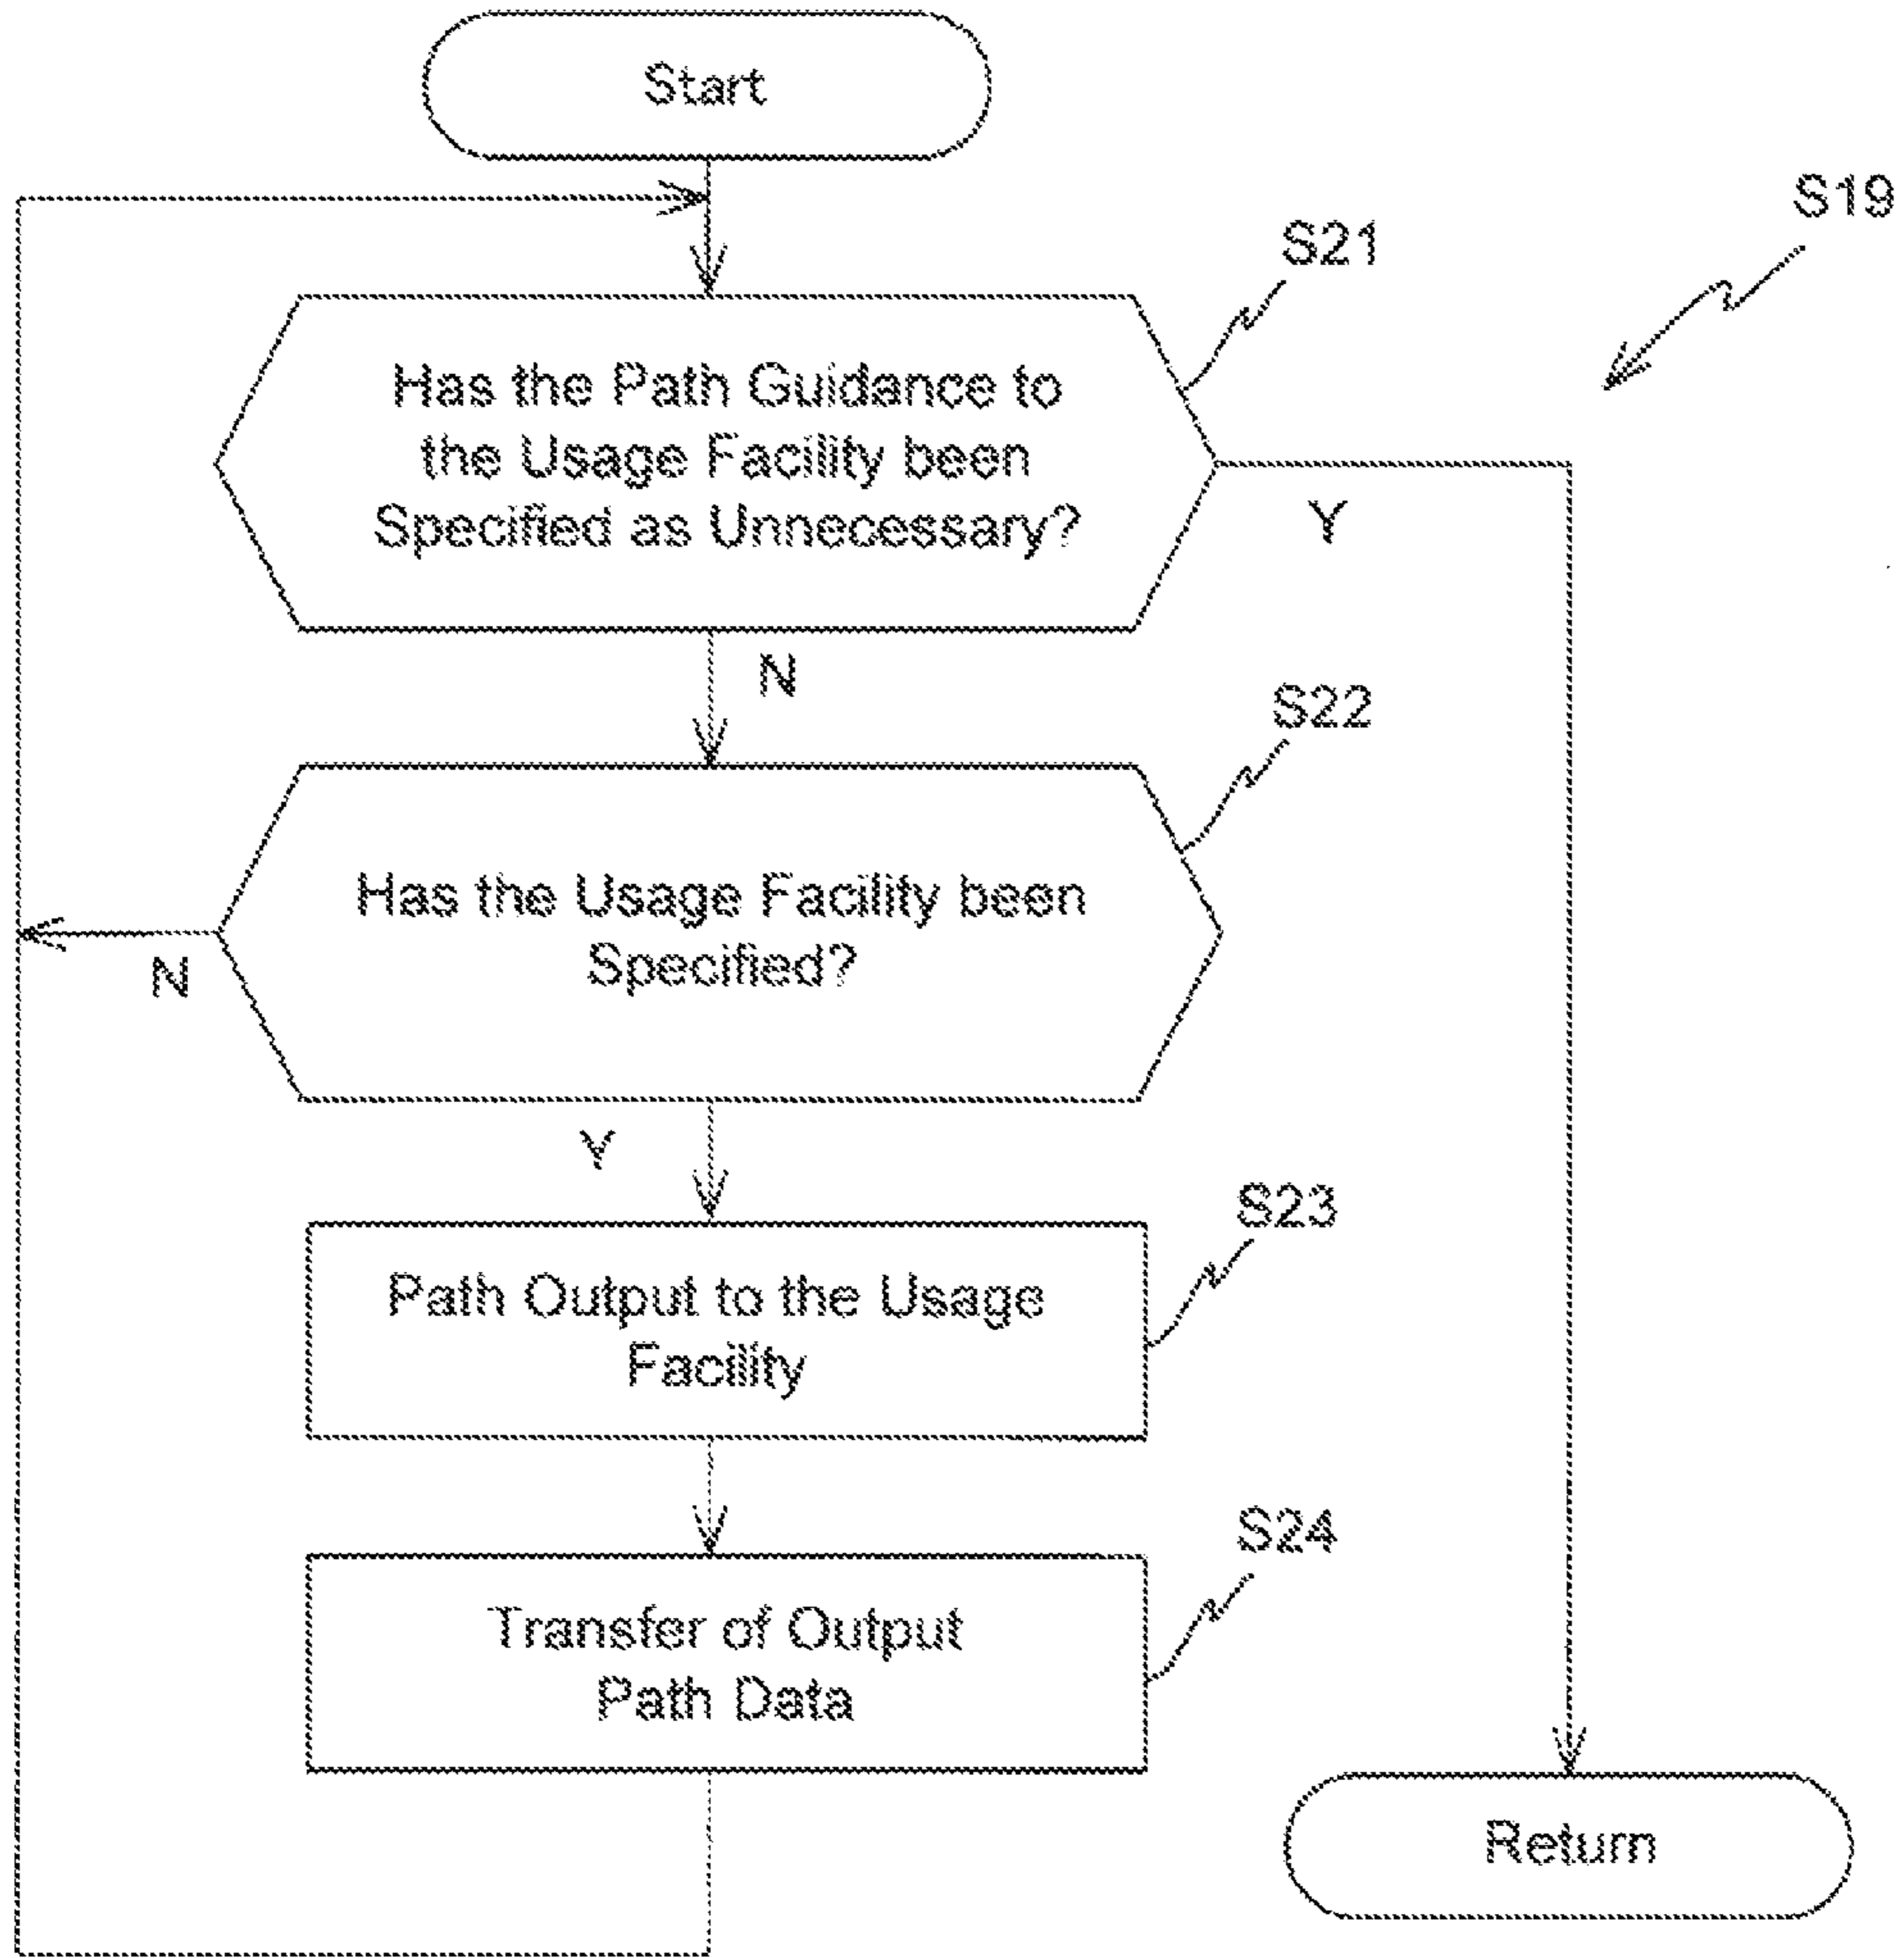 Start
S19
S21
Has the Path Guidance to
the Usage Facility been
Specified as Unnecessary?
Y
N
S22
Has the Usage Facility been
Specified?
N
Y
S23
Path Output to the Usage
Facility
S24
Transfer of Output
Path Data
Return